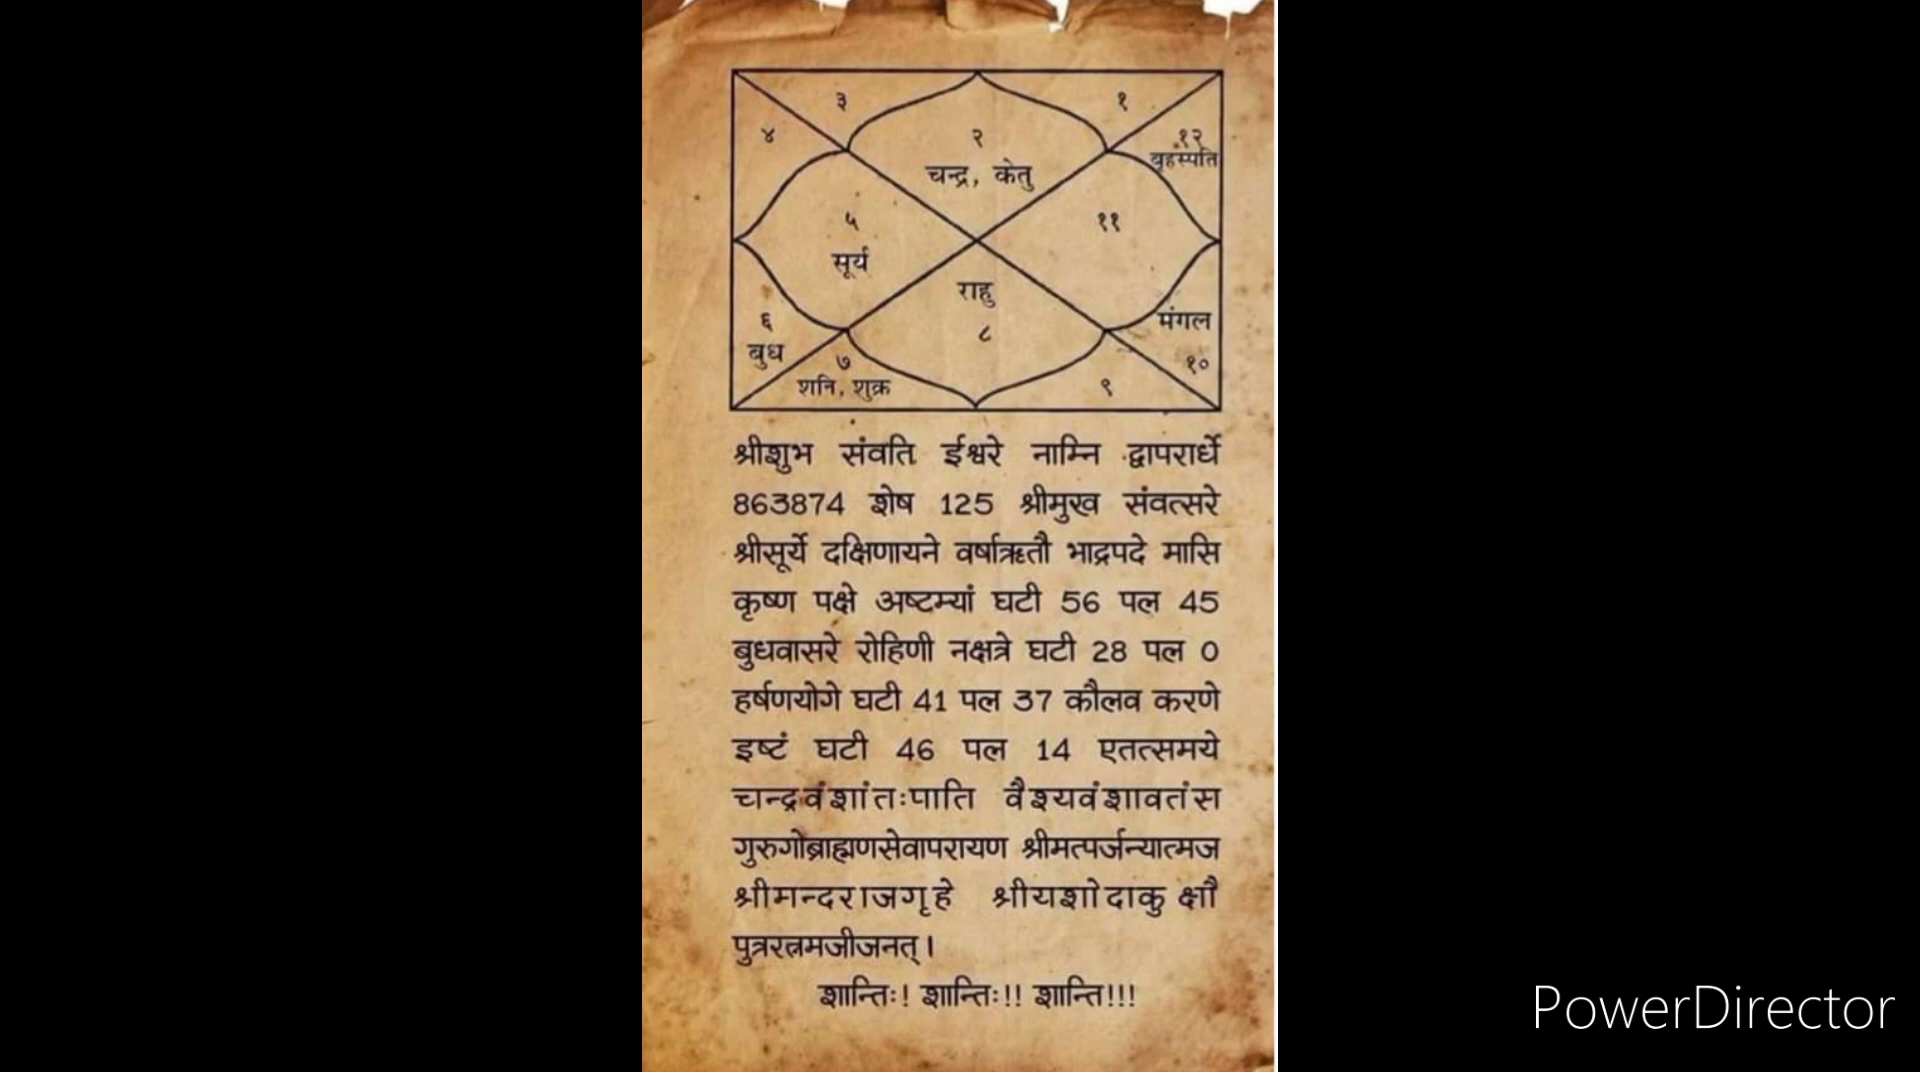 ३
१
४
२
१२
बृहस्पति
चन्द्र, केतु
५
११
सूर्य
राहु
६
मंगल
८
बुध
७
१०
शनि, शुक्र
९
श्रीशुभ संवति ईश्वरे नाम्नि द्वापरार्धे
863874 शेष 125 श्रीमुख संवत्सरे
श्रीसूर्ये दक्षिणायने वर्षाऋतौ भाद्रपदे मासि
कृष्ण पक्षे अष्टम्यां घटी 56 पल 45
बुधवासरे रोहिणी नक्षत्रे घटी 28 पल 0
हर्षणयोगे घटी 41 पल 37 कौलव करणे
इष्टं घटी 46 पल 14 एतत्समये
चन्द्रवंशांतःपाति वैश्यवंशावतंस
गुरुगोब्राह्मणसेवापरायण श्रीमत्पर्जन्यात्मज
श्रीमन्दराजगृहे श्रीयशोदाकुक्षौ
पुत्ररत्नमजीजनत्।
शान्तिः! शान्तिः!! शान्ति!!!
PowerDirector